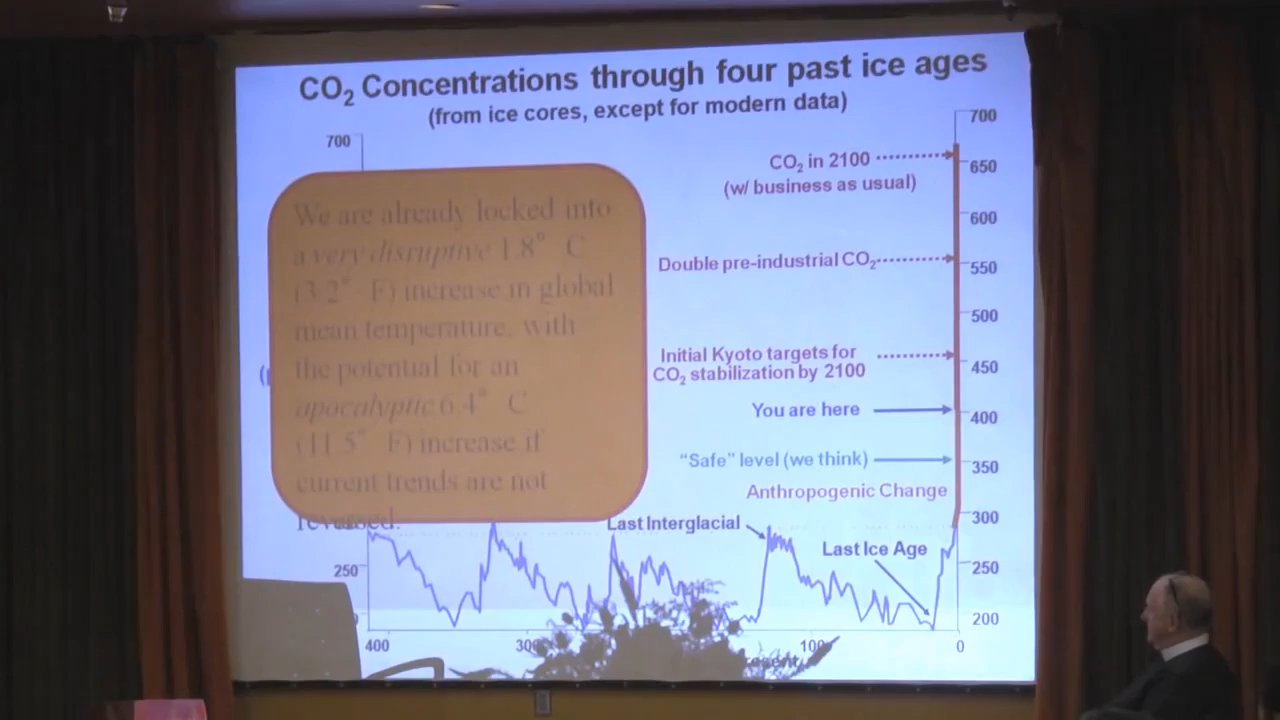 CO₂ Concentrations through four past ice ages
(from ice cores, except for modern data)
700
We are already locked into
a very disruptive 1.8° C
(3.2° F) increase in global
mean temperature, with
the potential for an
apocalyptic 6.4° C
(11.5° F) increase if
current trends are not
reversed.
250
CO₂ in 2100
(w/ business as usual)
Double pre-industrial CO₂
Initial Kyoto targets for
CO₂ stabilization by 2100
You are here
“Safe” level (we think)
Anthropogenic Change
Last Interglacial
Last Ice Age
700
650
600
550
500
450
400
350
300
250
200
400
0